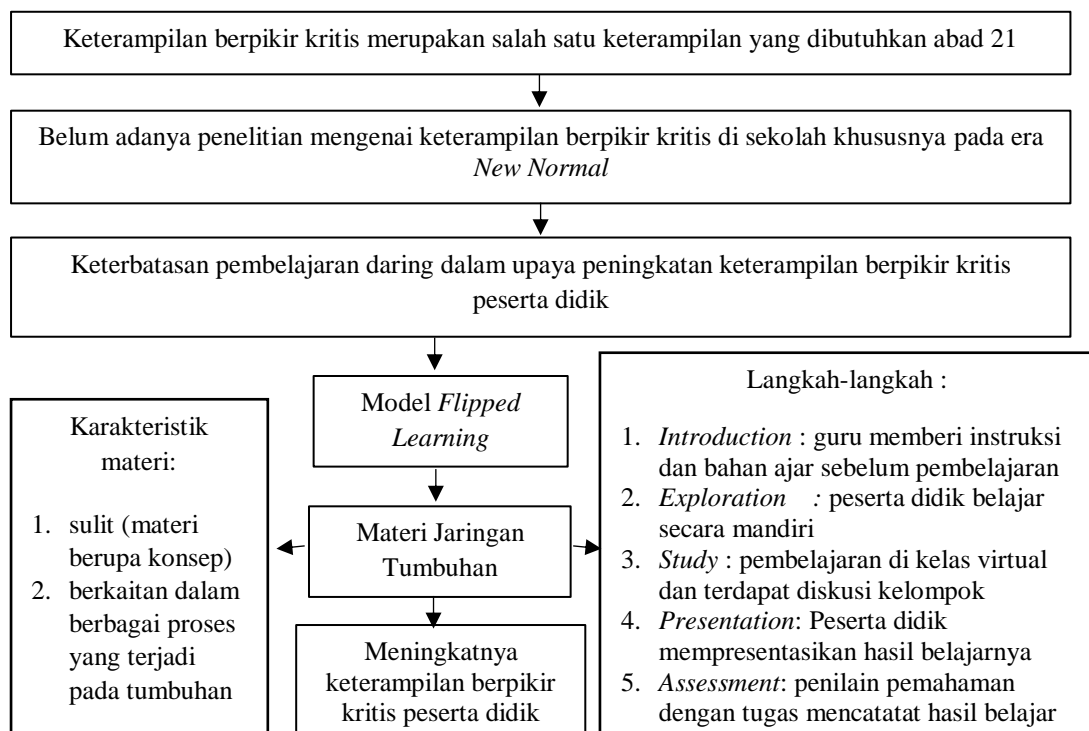 Keterampilan berpikir kritis merupakan salah satu keterampilan yang dibutuhkan abad 21
Belum adanya penelitian mengenai keterampilan berpikir kritis di sekolah khususnya pada era
New Normal
Keterbatasan pembelajaran daring dalam upaya peningkatan keterampilan berpikir kritis
peserta didik
Model Flipped
Learning
Karakteristik
materi:
1. sulit (materi
berupa konsep)
2. berkaitan dalam
berbagai proses
yang terjadi
pada tumbuhan
Materi Jaringan
Tumbuhan
Meningkatnya
keterampilan berpikir
kritis peserta didik
Langkah-langkah :
1. Introduction : guru memberi instruksi
dan bahan ajar sebelum pembelajaran
2. Exploration : peserta didik belajar
secara mandiri
3. Study : pembelajaran di kelas virtual
dan terdapat diskusi kelompok
4. Presentation: Peserta didik
mempresentasikan hasil belajarnya
5. Assessment: penilain pemahaman
dengan tugas mencatatat hasil belajar